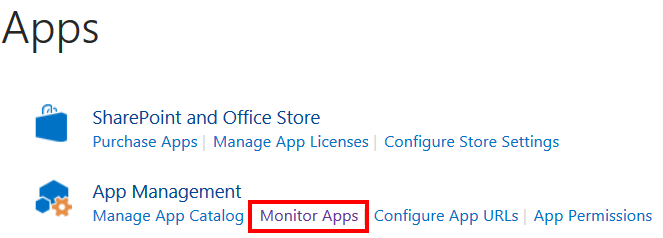 Apps
SharePoint and Office Store
Purchase Apps | Manage App Licenses | Configure Store Settings
App Management
Manage App Catalog Monitor Apps Configure App URLs | App Permissions